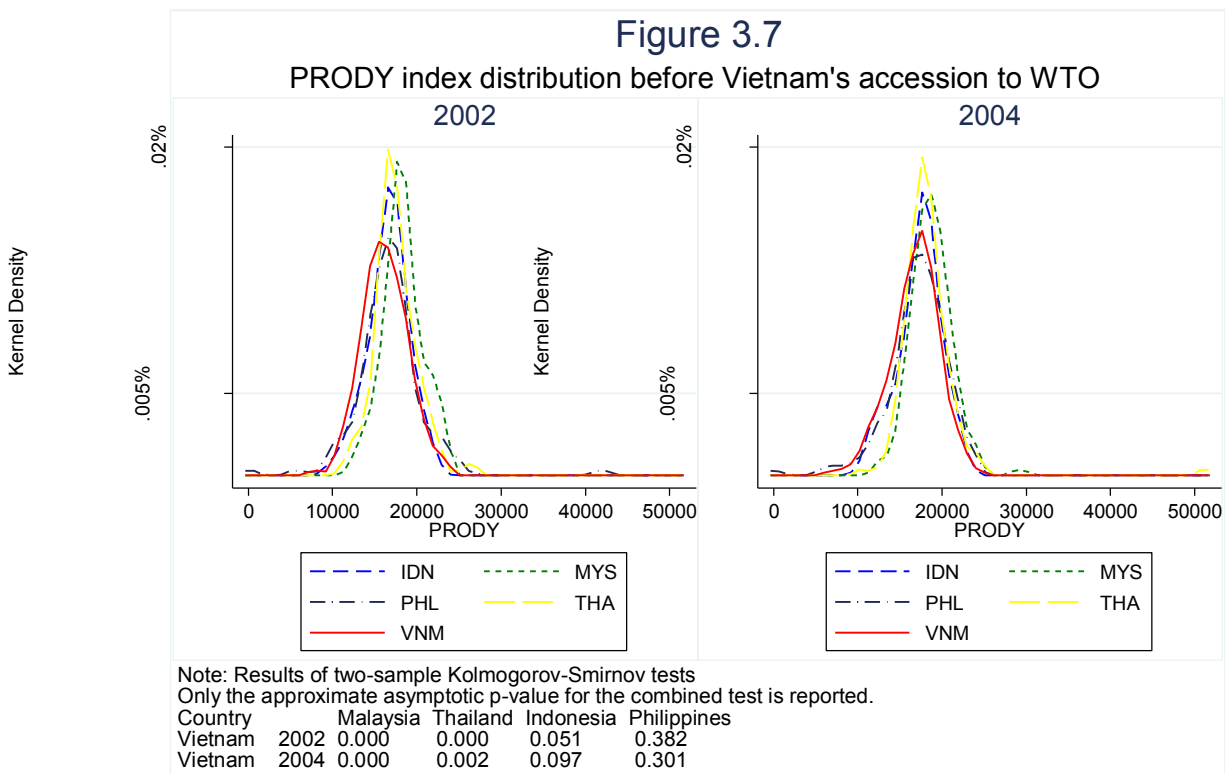 Figure 3.7
PRODY index distribution before Vietnam's accession to WTO
2002
Kernel Density
.005%
.02%
0 10000 20000 30000 40000 50000
PRODY
IDN MYS
PHL THA
VNM
2004
Kernel Density
.005%
.02%
0 10000 20000 30000 40000 50000
PRODY
IDN MYS
PHL THA
VNM
Note: Results of two-sample Kolmogorov-Smirnov tests
Only the approximate asymptotic p-value for the combined test is reported.
Country Malaysia Thailand Indonesia Philippines
Vietnam 2002 0.000 0.000 0.051 0.382
Vietnam 2004 0.000 0.002 0.097 0.301